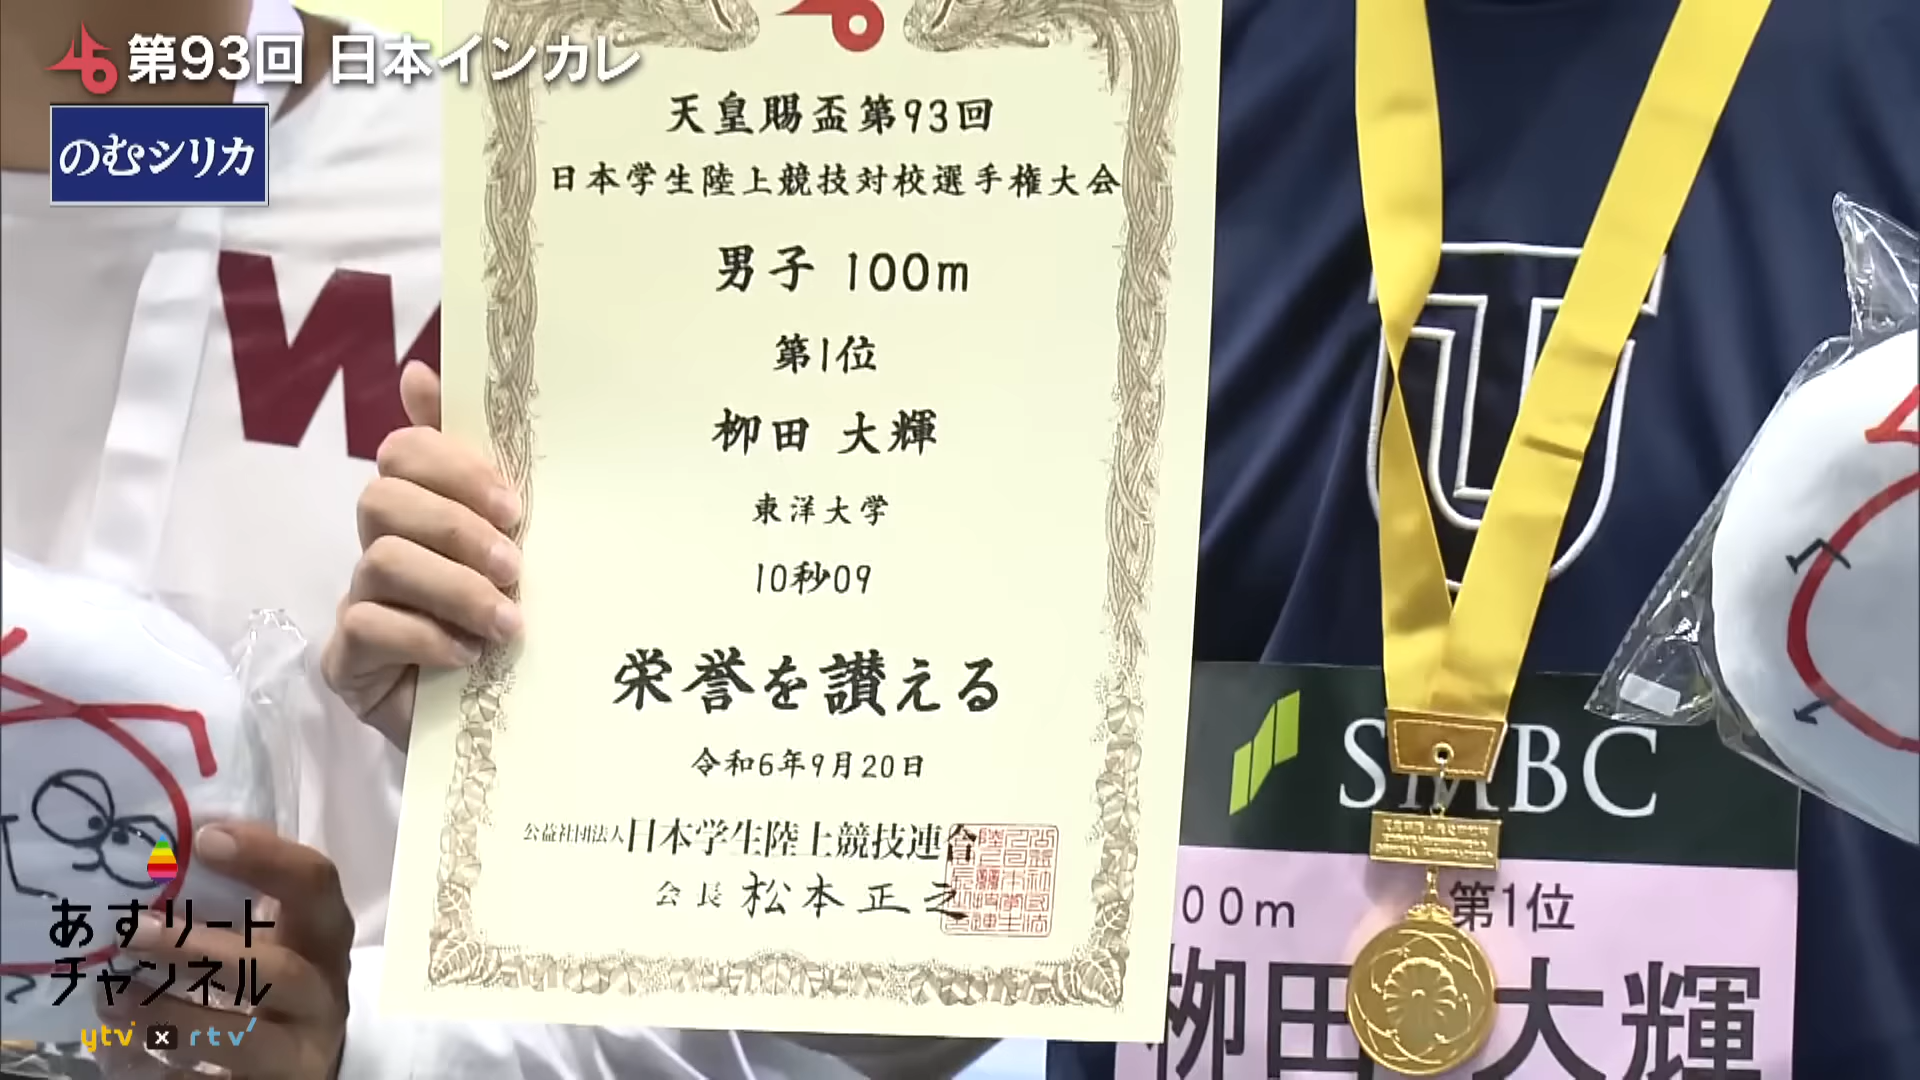 第93回 日本インカレ
のむシリカ
天皇賜盃第93回
日本学生陸上競技対校選手権大会
男子 100m
第1位
栁田 大輝
東洋大学
10秒09
栄誉を讃える
令和6年9月20日
公益社団法人日本学生陸上競技連合
会長 松本正之
W
SMBC
00m 第1位
栁田 大輝
あすリート
チャンネル
ytv x rtv